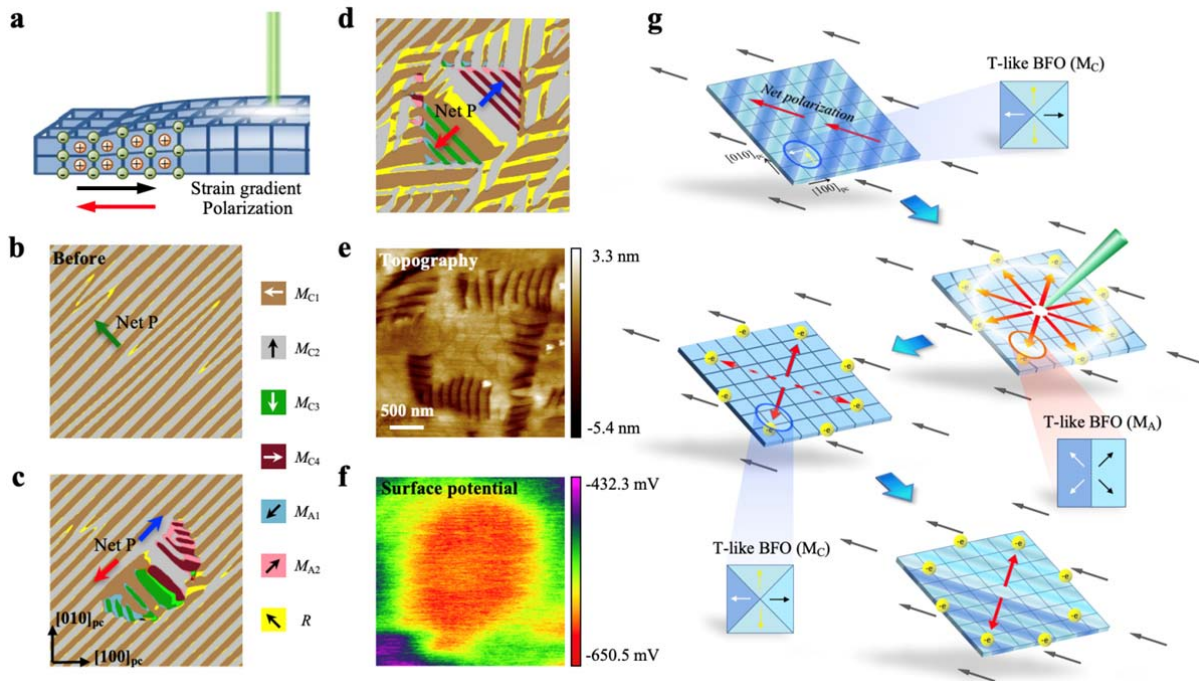 a
Strain gradient
Polarization
b
Before
Net P
M_C1
M_C2
M_C3
M_C4
M_A1
M_A2
R
c
Net P
[010]pc
[100]pc
d
Net P
e
Topography
500 nm
3.3 nm
-5.4 nm
f
Surface potential
-432.3 mV
-650.5 mV
g
T-like BFO (M_C)
Net polarization
[010]pc
[100]pc
-e
-e
-e
-e
-e
-e
-e
-e
T-like BFO (M_A)
-e
-e
-e
-e
-e
-e
-e
-e
T-like BFO (M_C)
-e
-e
-e
-e
-e
-e
-e
-e